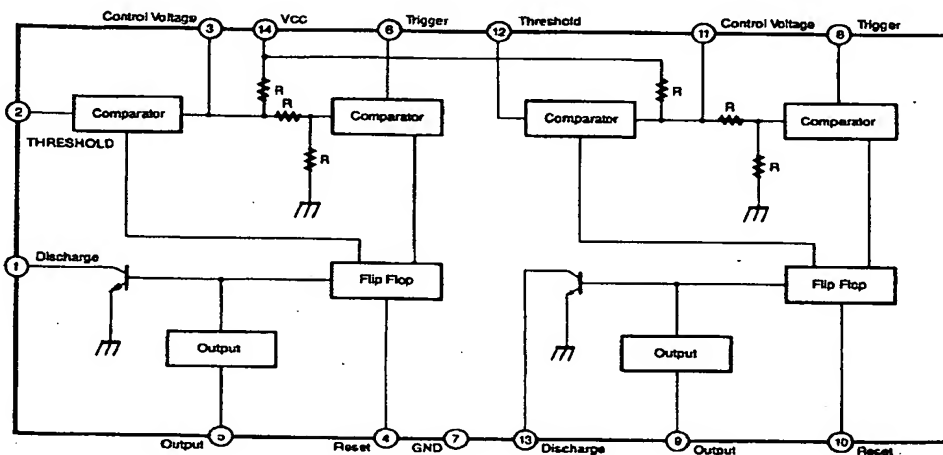 Control Voltage 3 14 VCC 6 Trigger 12 Threshold 11 Control Voltage 8 Trigger
R R
R R
2 Comparator Comparator Comparator Comparator
THRESHOLD
R R
1 Discharge
Flip Flop Flip Flop
Output Output
Output 5 Reset 4 GND 7 13 Discharge 9 Output 10 Reset